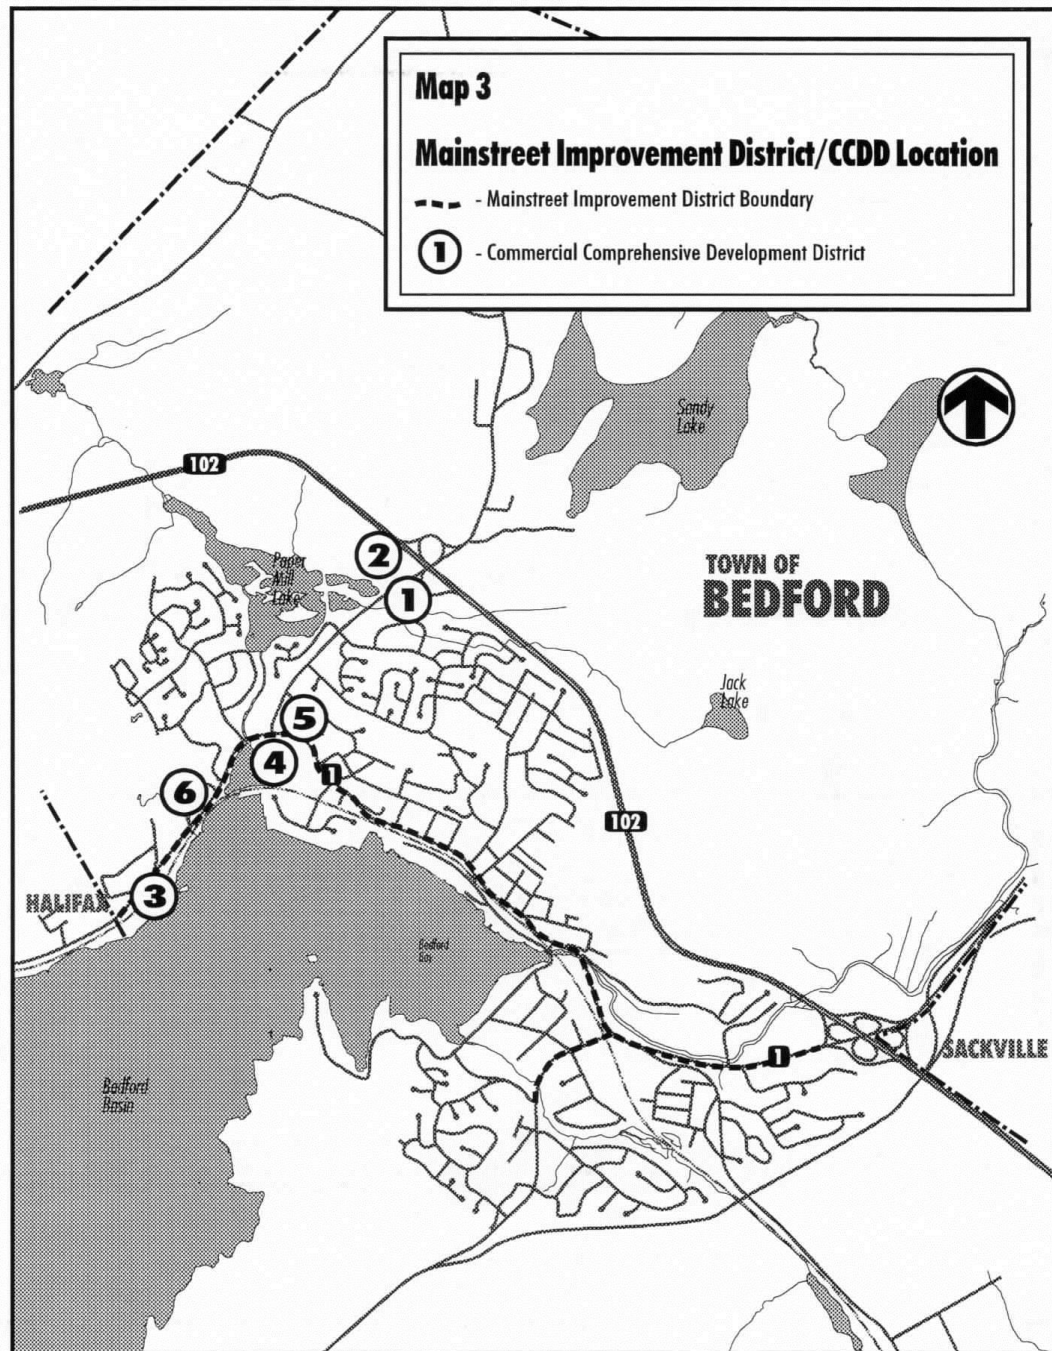 Map 3
Mainstreet Improvement District/CCDD Location
- Mainstreet Improvement District Boundary
1 - Commercial Comprehensive Development District
Sandy
Lake
102
2
Paper
Mill
Lake
1
TOWN OF
BEDFORD
Jack
Lake
5
4
1
6
102
HALIFAX
3
Bedford
Bay
1
SACKVILLE
Bedford
Basin